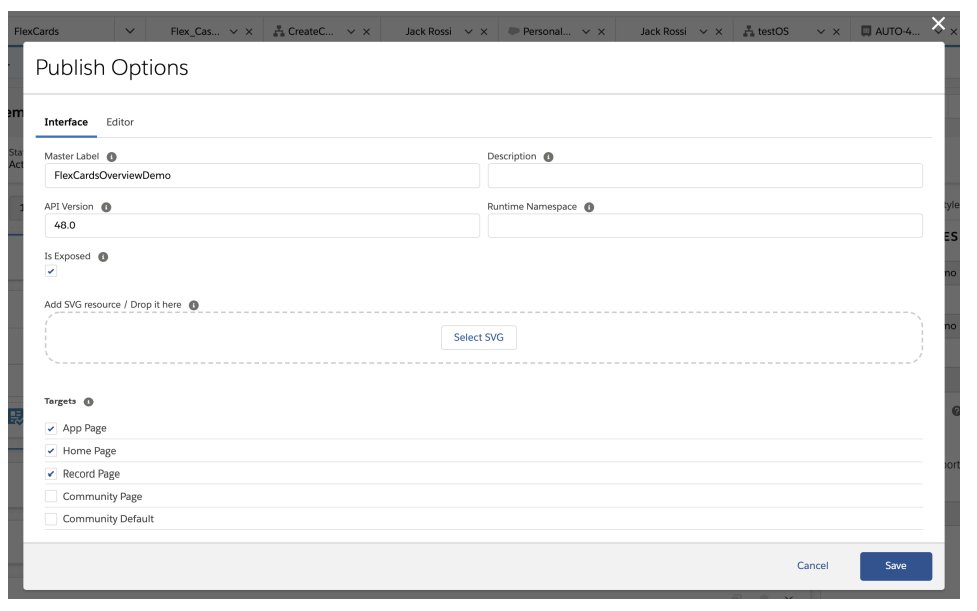 FlexCards
Flex_Cas...
CreateC...
Jack Rossi
Personal...
Jack Rossi
testOS
AUTO-4...
Publish Options
Interface
Editor
Master Label
Description
FlexCardsOverviewDemo
API Version
Runtime Namespace
48.0
Is Exposed
Add SVG resource / Drop it here
Select SVG
Targets
App Page
Home Page
Record Page
Community Page
Community Default
Cancel
Save